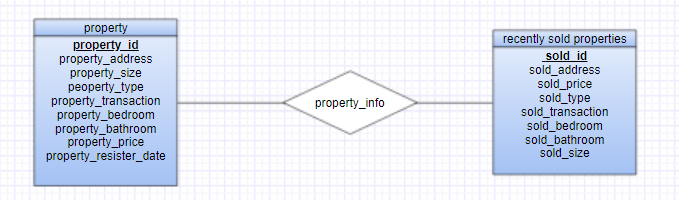 property
property_id
property_address
property_size
peoperty_type
property_transaction
property_bedroom
property_bathroom
property_price
property_resister_date
property_info
recently sold properties
sold_id
sold_address
sold_price
sold_type
sold_transaction
sold_bedroom
sold_bathroom
sold_size